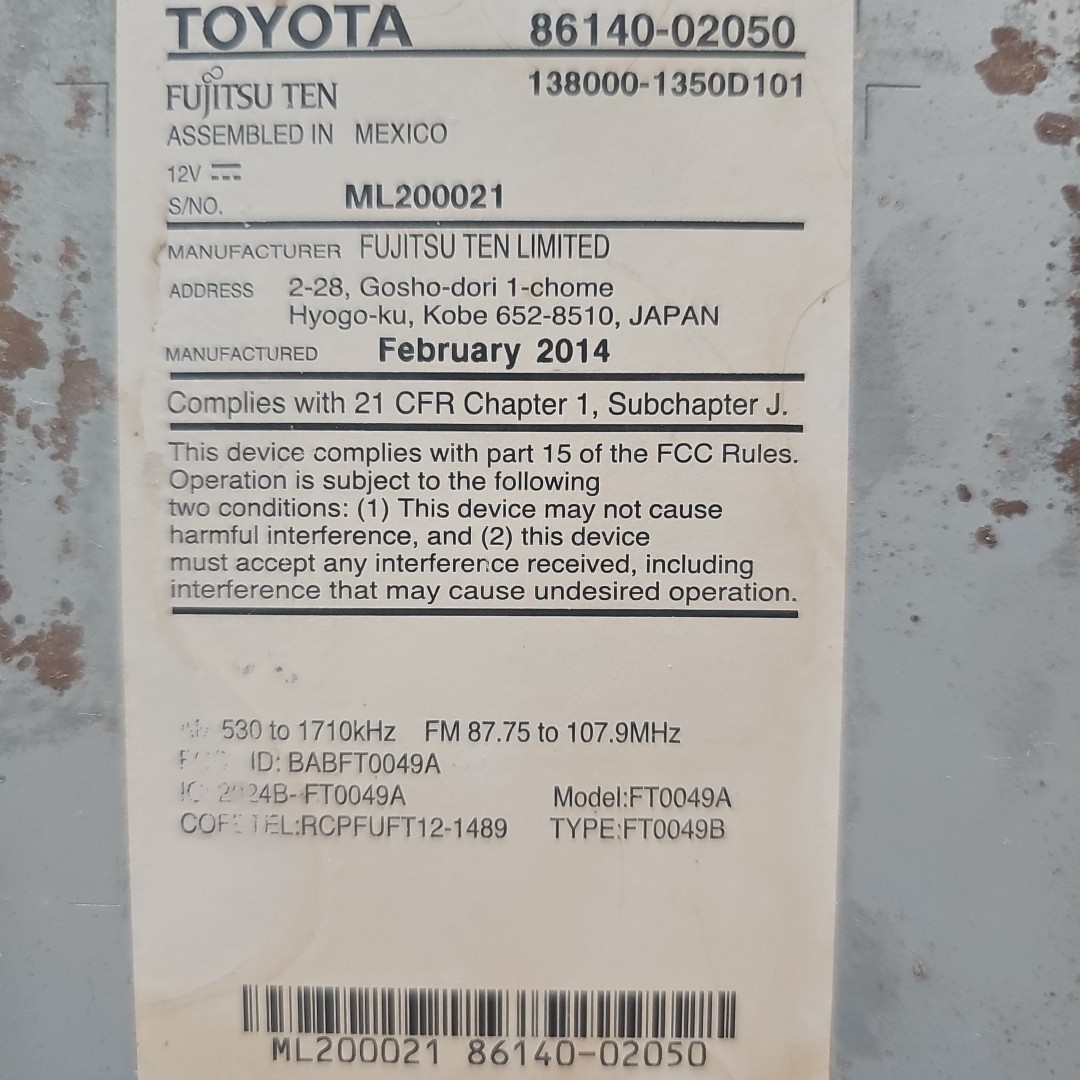 TOYOTA 86140-02050
FUJITSU TEN 138000-1350D101
ASSEMBLED IN MEXICO
12V
S/NO. ML200021
MANUFACTURER FUJITSU TEN LIMITED
ADDRESS 2-28, Gosho-dori 1-chome
Hyogo-ku, Kobe 652-8510, JAPAN
MANUFACTURED February 2014
Complies with 21 CFR Chapter 1, Subchapter J.
This device complies with part 15 of the FCC Rules.
Operation is subject to the following
two conditions: (1) This device may not cause
harmful interference, and (2) this device
must accept any interference received, including
interference that may cause undesired operation.
530 to 1710kHz FM 87.75 to 107.9MHz
ID: BABFT0049A
FT0049A Model:FT0049A
RCPFUFT12-1489 TYPE:FT0049B
ML200021 86140-02050